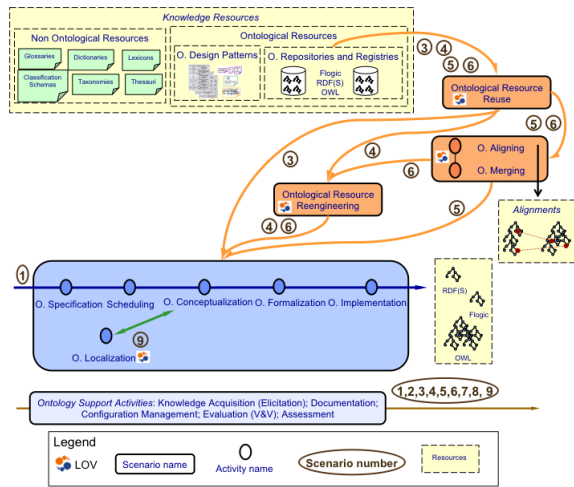 Knowledge Resources
Non Ontological Resources
Glossaries
Dictionaries
Lexicons
Classification
Schemas
Taxonomies
Thesauri
Ontological Resources
O. Design Patterns
O. Repositories and Registries
Flogic
RDF(S)
OWL
3 4
5 6
Ontological Resource
Reuse
5 6
3
4
O. Aligning
O. Merging
6
Ontological Resource
Reengineering
4 6
5
Alignments
1
O. Specification Scheduling O. Conceptualization O. Formalization O. Implementation
9
O. Localization
RDF(S)
Flogic
OWL
Ontology Support Activities: Knowledge Acquisition (Elicitation); Documentation;
Configuration Management; Evaluation (V&V); Assessment
1,2,3,4,5,6,7,8, 9
Legend
LOV
Scenario name
Activity name
Scenario number
Resources